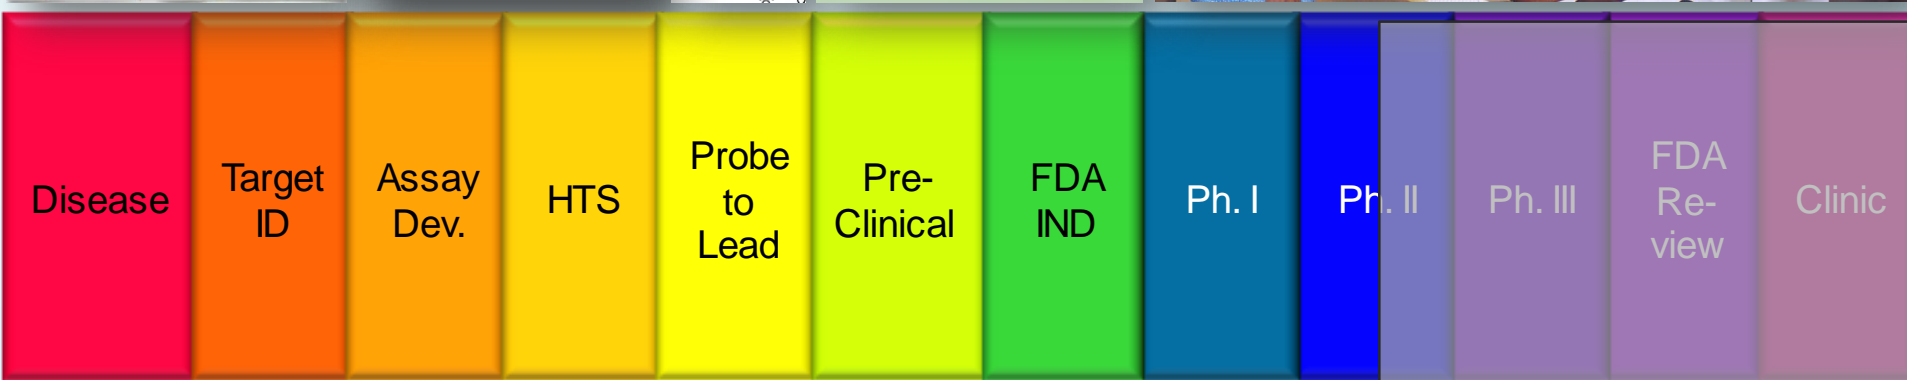 Disease
Target
ID
Assay
Dev.
HTS
Probe
to
Lead
Pre-
Clinical
FDA
IND
Ph. I
Ph. II
Ph. III
FDA
Re-
view
Clinic